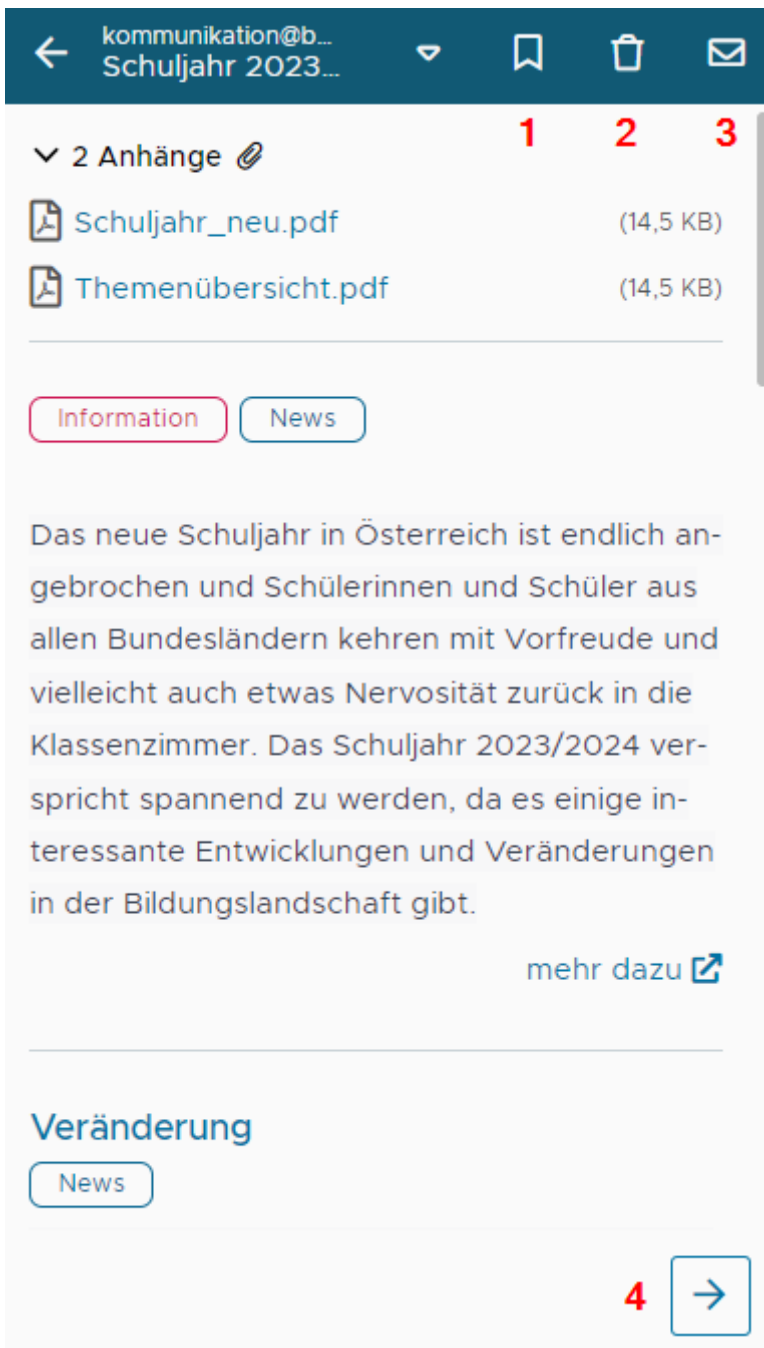 kommunikation@b...
Schuljahr 2023...
1 2 3
2 Anhänge
Schuljahr_neu.pdf (14,5 KB)
Themenübersicht.pdf (14,5 KB)
Information News
Das neue Schuljahr in Österreich ist endlich an-
gebrochen und Schülerinnen und Schüler aus
allen Bundesländern kehren mit Vorfreude und
vielleicht auch etwas Nervosität zurück in die
Klassenzimmer. Das Schuljahr 2023/2024 ver-
spricht spannend zu werden, da es einige in-
teressante Entwicklungen und Veränderungen
in der Bildungslandschaft gibt.
mehr dazu
Veränderung
News
4